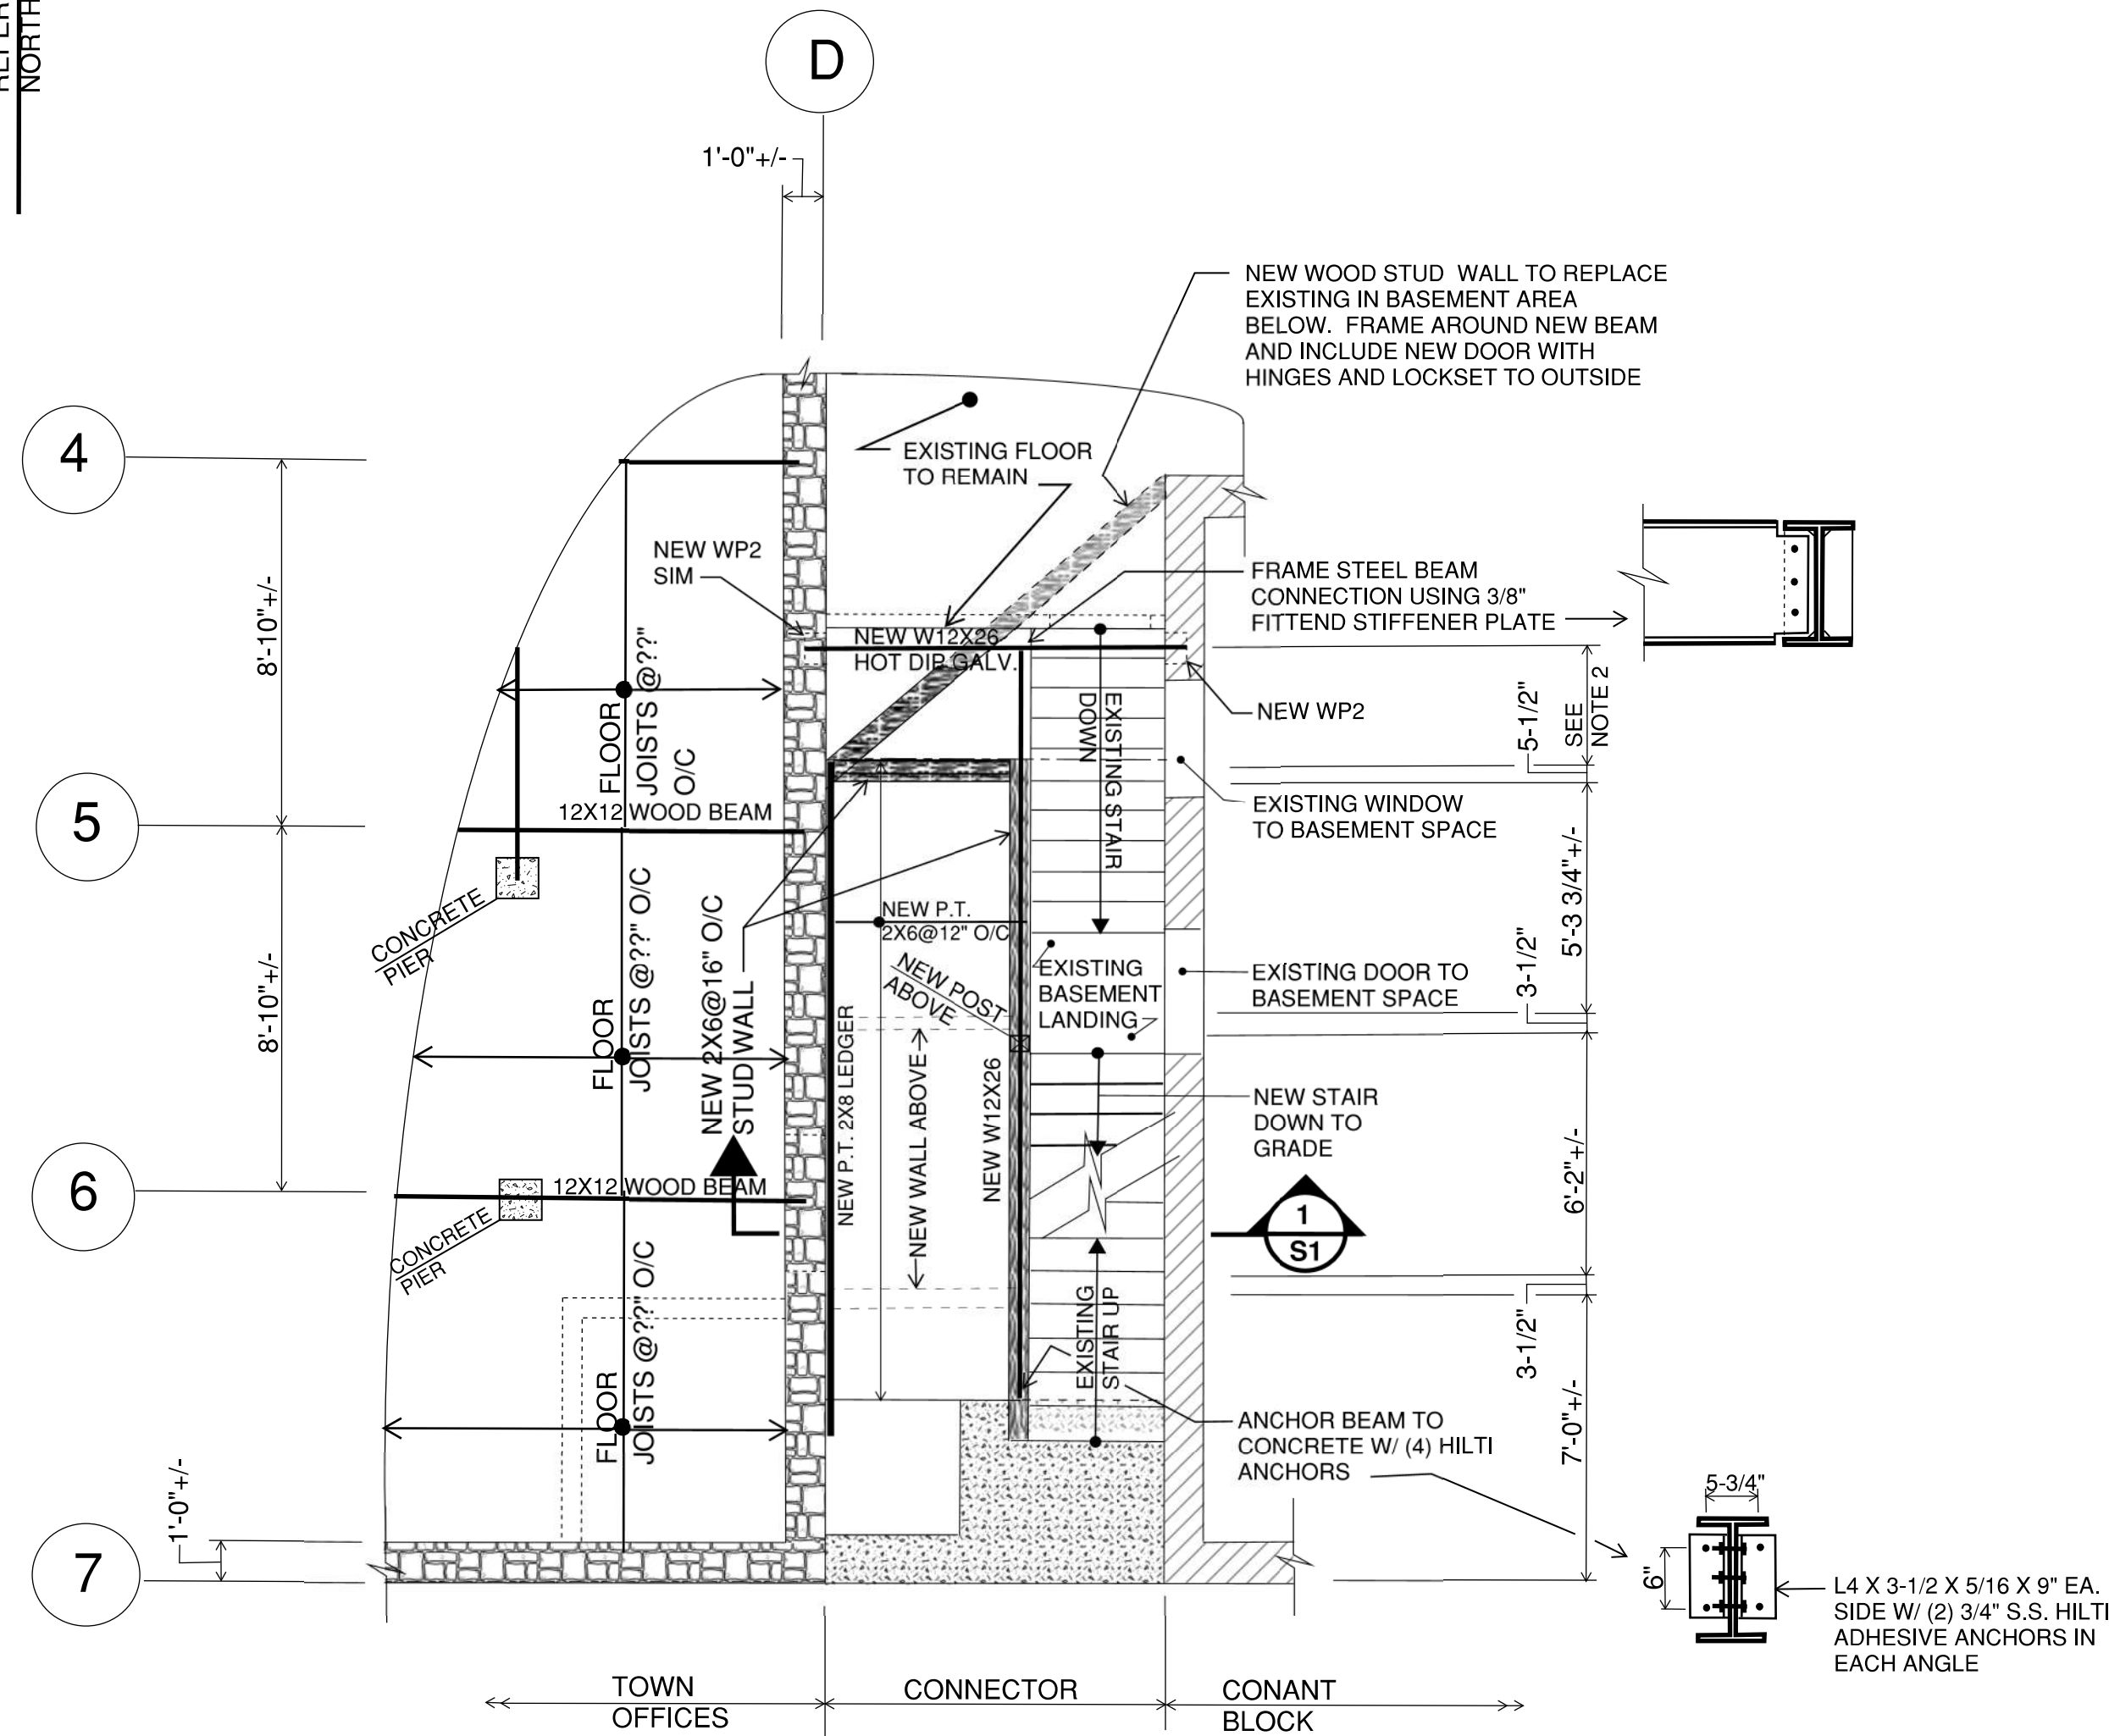 REFER
NORTH
D
1'-0"+/-
NEW WOOD STUD WALL TO REPLACE
EXISTING IN BASEMENT AREA
BELOW. FRAME AROUND NEW BEAM
AND INCLUDE NEW DOOR WITH
HINGES AND LOCKSET TO OUTSIDE
4
EXISTING FLOOR
TO REMAIN
NEW WP2
SIM
FRAME STEEL BEAM
CONNECTION USING 3/8"
FITTEND STIFFENER PLATE
8'-10"+/-
FLOOR
JOISTS @??"
O/C
NEW W12X26
HOT DIP GALV.
EXISTING STAIR
DOWN
NEW WP2
5-1/2"
SEE
NOTE 2
5
12X12 WOOD BEAM
EXISTING WINDOW
TO BASEMENT SPACE
5'-3 3/4"+/-
CONCRETE
PIER
8'-10"+/-
FLOOR
JOISTS @??" O/C
NEW 2X6@16" O/C
STUD WALL
NEW P.T.
2X6@12" O/C
NEW POST
ABOVE
EXISTING
BASEMENT
LANDING
EXISTING DOOR TO
BASEMENT SPACE
3-1/2"
NEW P.T. 2X8 LEDGER
NEW WALL ABOVE
NEW W12X26
NEW STAIR
DOWN TO
GRADE
6'-2"+/-
6
12X12 WOOD BEAM
CONCRETE
PIER
1
S1
FLOOR
JOISTS @??" O/C
EXISTING
STAIR UP
3-1/2"
7'-0"+/-
ANCHOR BEAM TO
CONCRETE W/ (4) HILTI
ANCHORS
1'-0"+/-
7
5-3/4"
6"
L4 X 3-1/2 X 5/16 X 9" EA.
SIDE W/ (2) 3/4" S.S. HILTI
ADHESIVE ANCHORS IN
EACH ANGLE
TOWN
OFFICES
CONNECTOR
CONANT
BLOCK